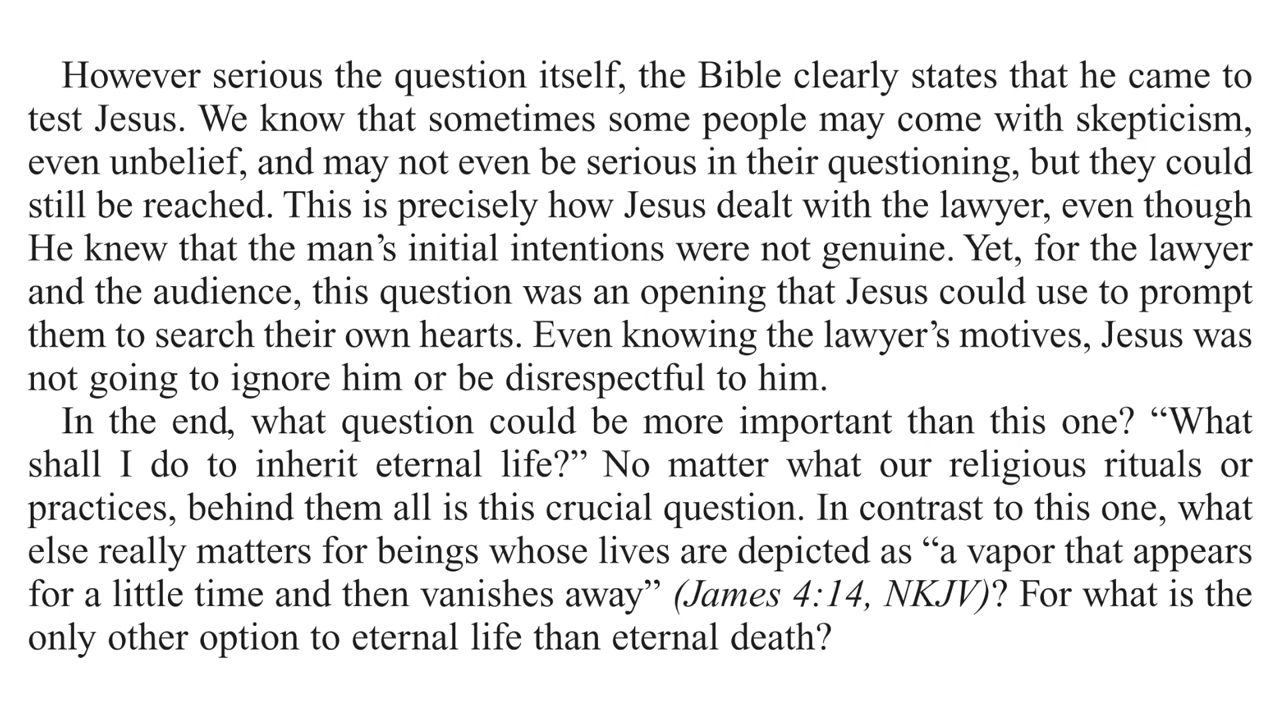 However serious the question itself, the Bible clearly states that he came to
test Jesus. We know that sometimes some people may come with skepticism,
even unbelief, and may not even be serious in their questioning, but they could
still be reached. This is precisely how Jesus dealt with the lawyer, even though
He knew that the man’s initial intentions were not genuine. Yet, for the lawyer
and the audience, this question was an opening that Jesus could use to prompt
them to search their own hearts. Even knowing the lawyer’s motives, Jesus was
not going to ignore him or be disrespectful to him.
In the end, what question could be more important than this one? “What
shall I do to inherit eternal life?” No matter what our religious rituals or
practices, behind them all is this crucial question. In contrast to this one, what
else really matters for beings whose lives are depicted as “a vapor that appears
for a little time and then vanishes away” (James 4:14, NKJV)? For what is the
only other option to eternal life than eternal death?